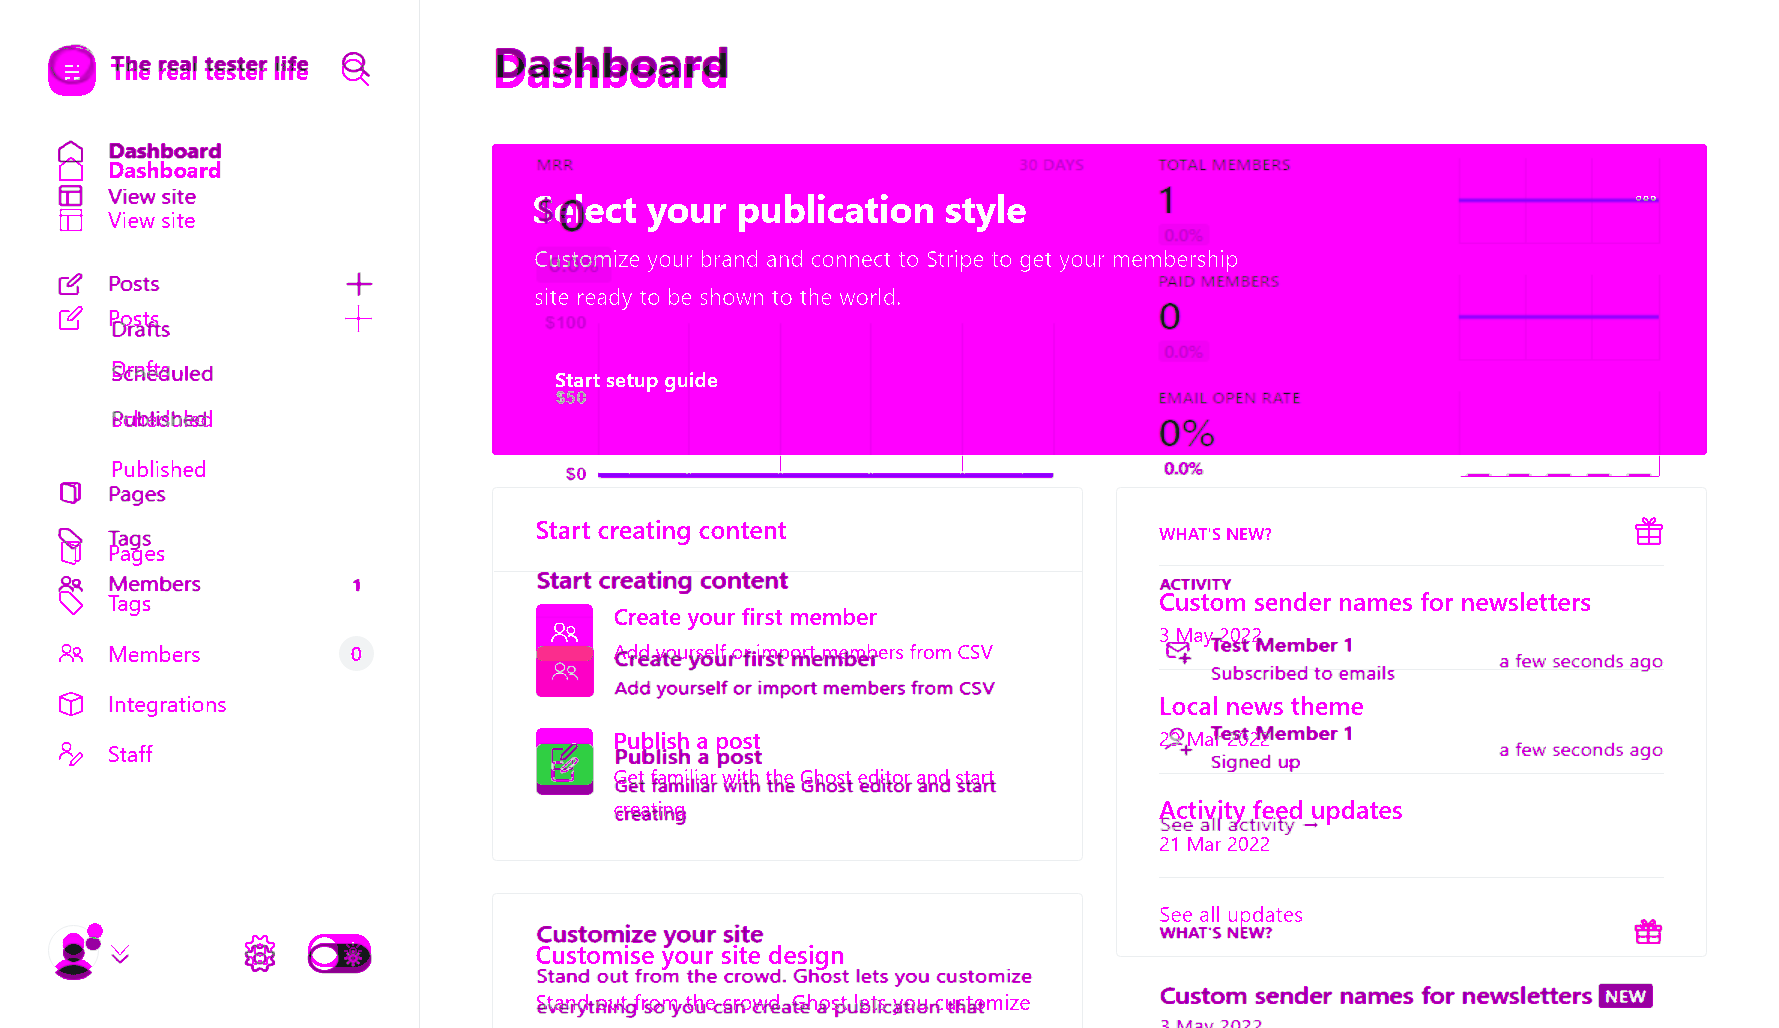 The real tester life
The real tester life
Dashboard
Dashboard
View site
View site
Posts
Posts
Drafts
Drafts
Scheduled
Scheduled
Published
Published
Pages
Tags
Pages
Members 1
Tags
Members 0
Integrations
Staff
Dashboard
Dashboard
MRR 30 DAYS
$0
Select your publication style
Customize your brand and connect to Stripe to get your membership
site ready to be shown to the world.
$100
Start setup guide
$50
$0
TOTAL MEMBERS
1
0.0%
PAID MEMBERS
0
0.0%
EMAIL OPEN RATE
0%
0.0%
Start creating content
Start creating content
Create your first member
Add yourself or import members from CSV
Create your first member
Add yourself or import members from CSV
Publish a post
Publish a post
Get familiar with the Ghost editor and start
Get familiar with the Ghost editor and start
creating
creating
Customize your site
Customise your site design
Stand out from the crowd. Ghost lets you customize
Stand out from the crowd. Ghost lets you customize
everything so you can create a publication that
WHAT'S NEW?
ACTIVITY
Custom sender names for newsletters
3 May 2022
Test Member 1
a few seconds ago
Subscribed to emails
Local news theme
Test Member 1
Mar 2022
a few seconds ago
Signed up
Activity feed updates
See all activity →
21 Mar 2022
See all updates
WHAT'S NEW?
Custom sender names for newsletters NEW
3 May 2022